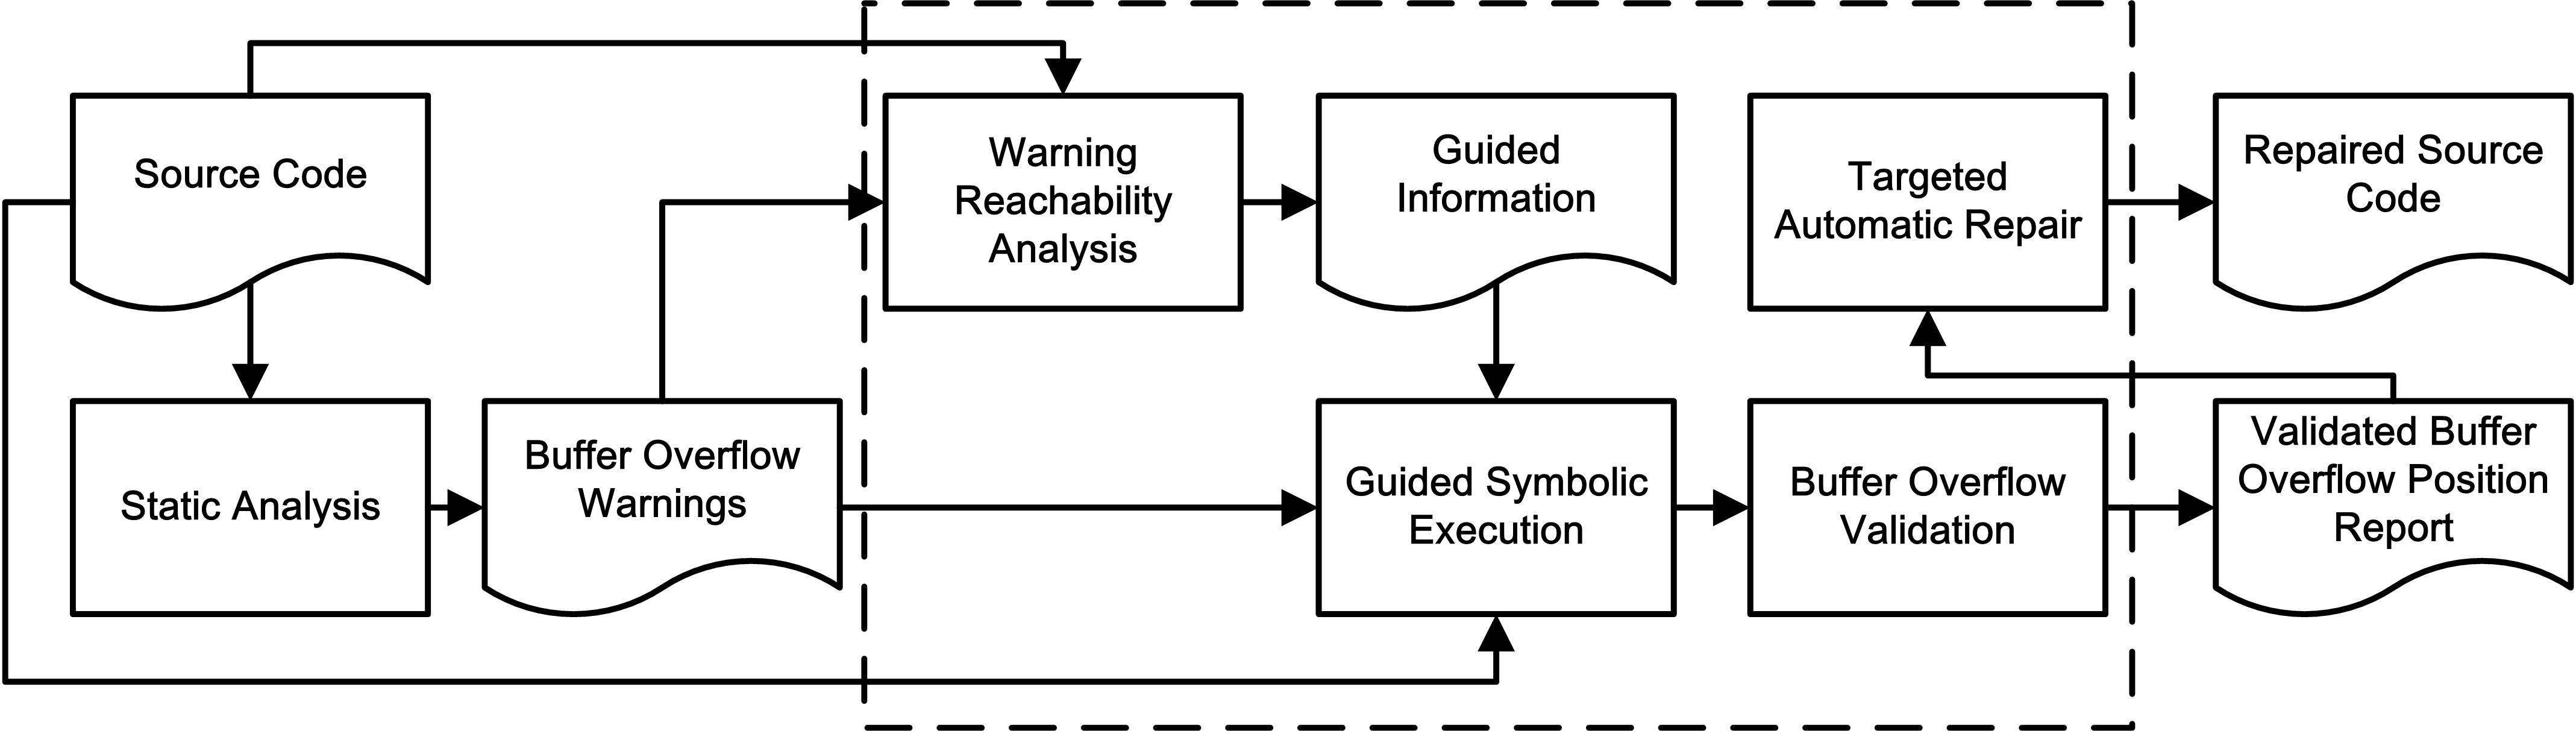 Source Code
Warning
Reachability
Analysis
Guided
Information
Targeted
Automatic Repair
Repaired Source
Code
Static Analysis
Buffer Overflow
Warnings
Guided Symbolic
Execution
Buffer Overflow
Validation
Validated Buffer
Overflow Position
Report